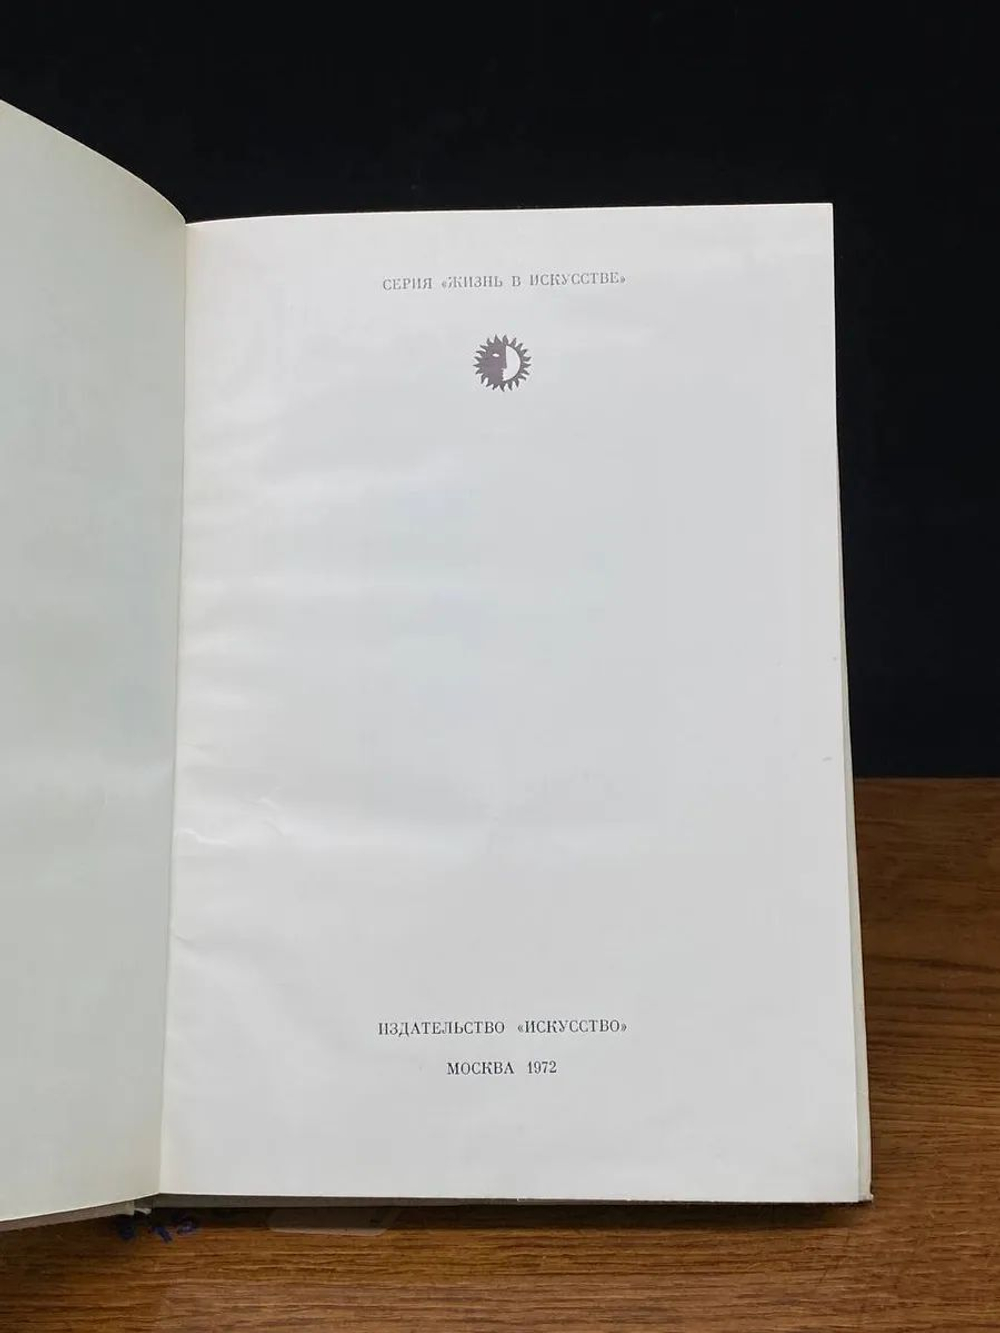 СЕРИЯ «ЖИЗНЬ В ИСКУССТВЕ»
ИЗДАТЕЛЬСТВО «ИСКУССТВО»
МОСКВА 1972